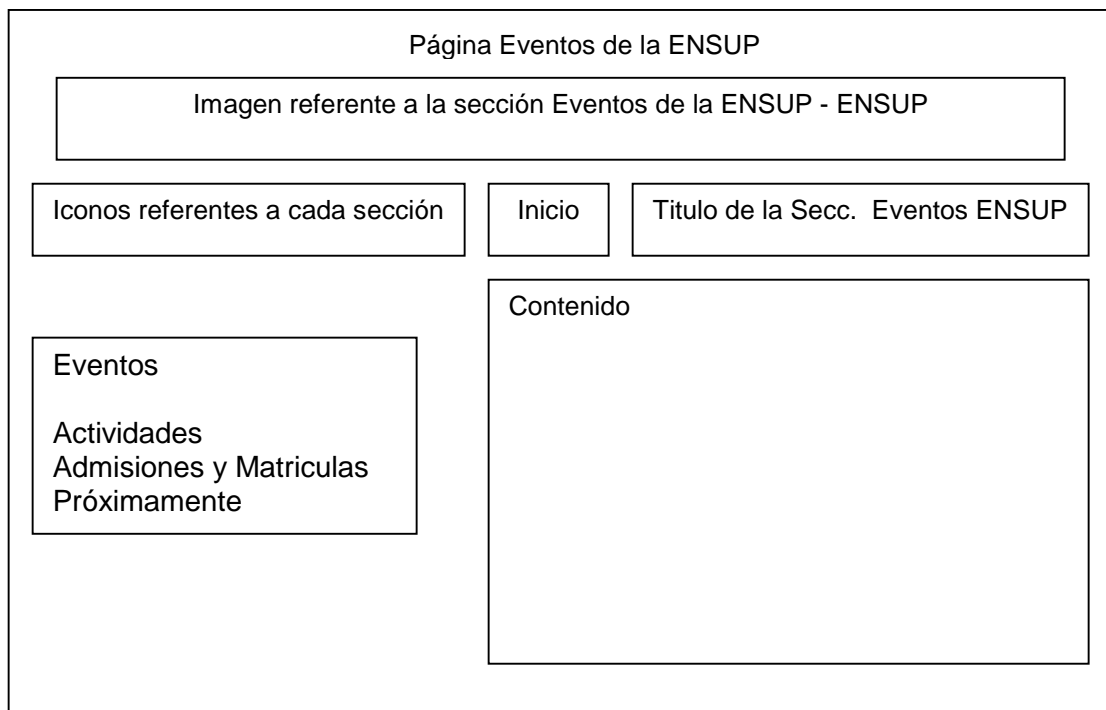 Página Eventos de la ENSUP
Imagen referente a la sección Eventos de la ENSUP - ENSUP
Iconos referentes a cada sección
Inicio
Titulo de la Secc. Eventos ENSUP
Contenido
Eventos
Actividades
Admisiones y Matriculas
Próximamente